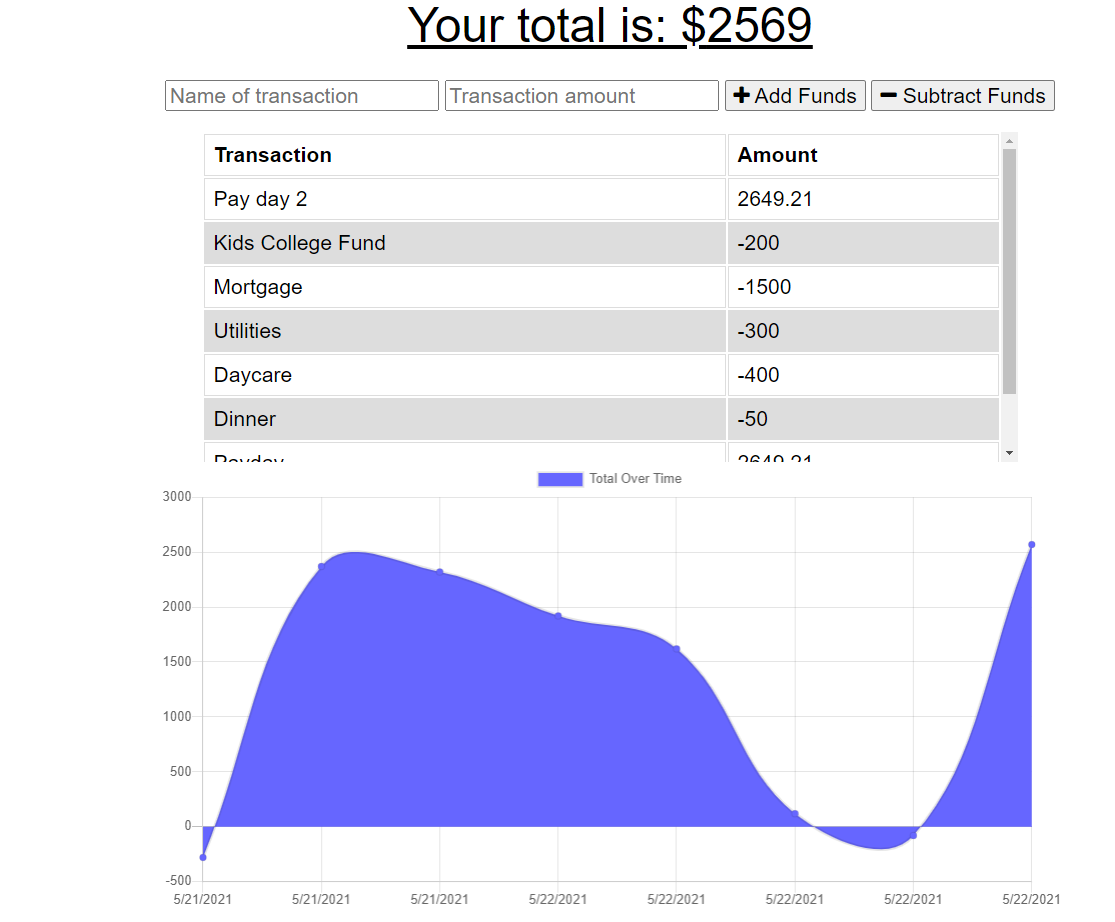 Your total is: $2569
Name of transaction Transaction amount Add Funds Subtract Funds
Transaction Amount
Pay day 2 2649.21
Kids College Fund -200
Mortgage -1500
Utilities -300
Daycare -400
Dinner -50
Payday 2649.21
Total Over Time
3000
2500
2000
1500
1000
500
0
-500
5/21/2021 5/21/2021 5/21/2021 5/22/2021 5/22/2021 5/22/2021 5/22/2021 5/22/2021